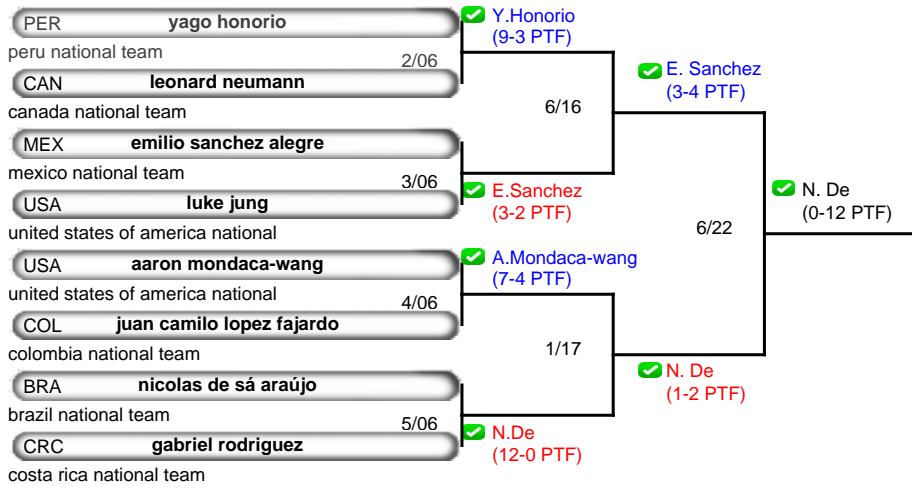 PER yago honorio
peru national team
2/06
CAN leonard neumann
canada national team
MEX emilio sanchez alegre
mexico national team
3/06
USA luke jung
united states of america national
USA aaron mondaca-wang
united states of america national
4/06
COL juan camilo lopez fajardo
colombia national team
BRA nicolas de sá araújo
brazil national team
5/06
CRC gabriel rodriguez
costa rica national team
Y.Honorio
(9-3 PTF)
6/16
E.Sanchez
(3-2 PTF)
A.Mondaca-wang
(7-4 PTF)
1/17
N.De
(12-0 PTF)
E. Sanchez
(3-4 PTF)
6/22
N. De
(1-2 PTF)
N. De
(0-12 PTF)